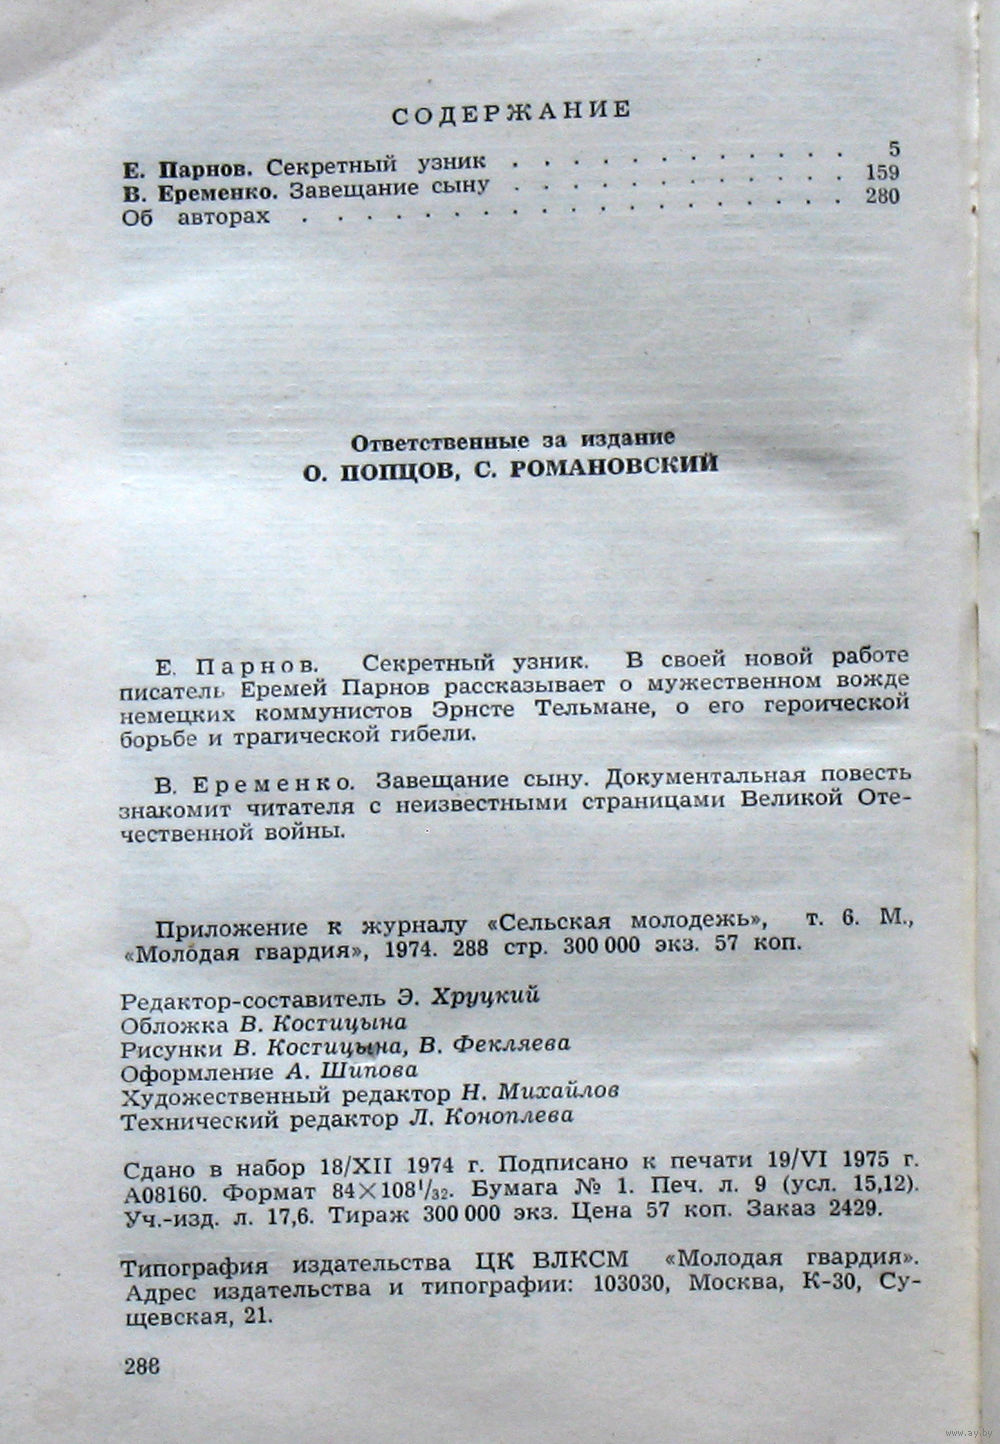 СОДЕРЖАНИЕ
Е. Парнов. Секретный узник . . . . . . . . . . . . 5
В. Еременко. Завещание сыну . . . . . . . . . . . . 159
Об авторах . . . . . . . . . . . . . . . . . . . 280
Ответственные за издание
О. ПОПЦОВ, С. РОМАНОВСКИЙ
Е. Парнов. Секретный узник. В своей новой работе
писатель Еремей Парнов рассказывает о мужественном вожде
немецких коммунистов Эрнсте Тельмане, о его героической
борьбе и трагической гибели.
В. Еременко. Завещание сыну. Документальная повесть
знакомит читателя с неизвестными страницами Великой Оте-
чественной войны.
Приложение к журналу «Сельская молодежь», т. 6. М.,
«Молодая гвардия», 1974. 288 стр. 300 000 экз. 57 коп.
Редактор-составитель Э. Хруцкий
Обложка В. Костицына
Рисунки В. Костицына, В. Фекляева
Оформление А. Шипова
Художественный редактор Н. Михайлов
Технический редактор Л. Коноплева
Сдано в набор 18/XII 1974 г. Подписано к печати 19/VI 1975 г.
А08160. Формат 84×108¹/₃₂. Бумага № 1. Печ. л. 9 (усл. 15,12).
Уч.-изд. л. 17,6. Тираж 300 000 экз. Цена 57 коп. Заказ 2429.
Типография издательства ЦК ВЛКСМ «Молодая гвардия».
Адрес издательства и типографии: 103030, Москва, К-30, Су-
щевская, 21.
288
www.ay.by